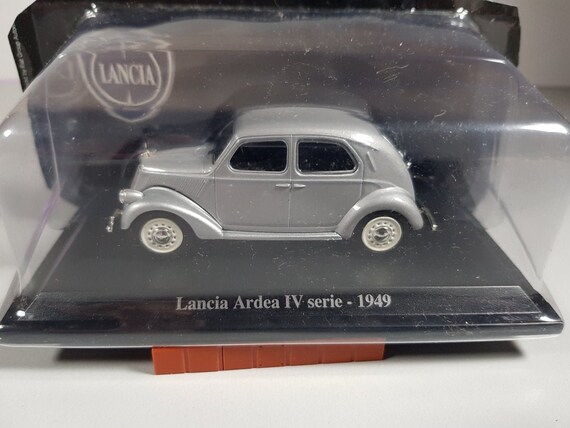 LANCIA
Lancia Ardea IV serie - 1949